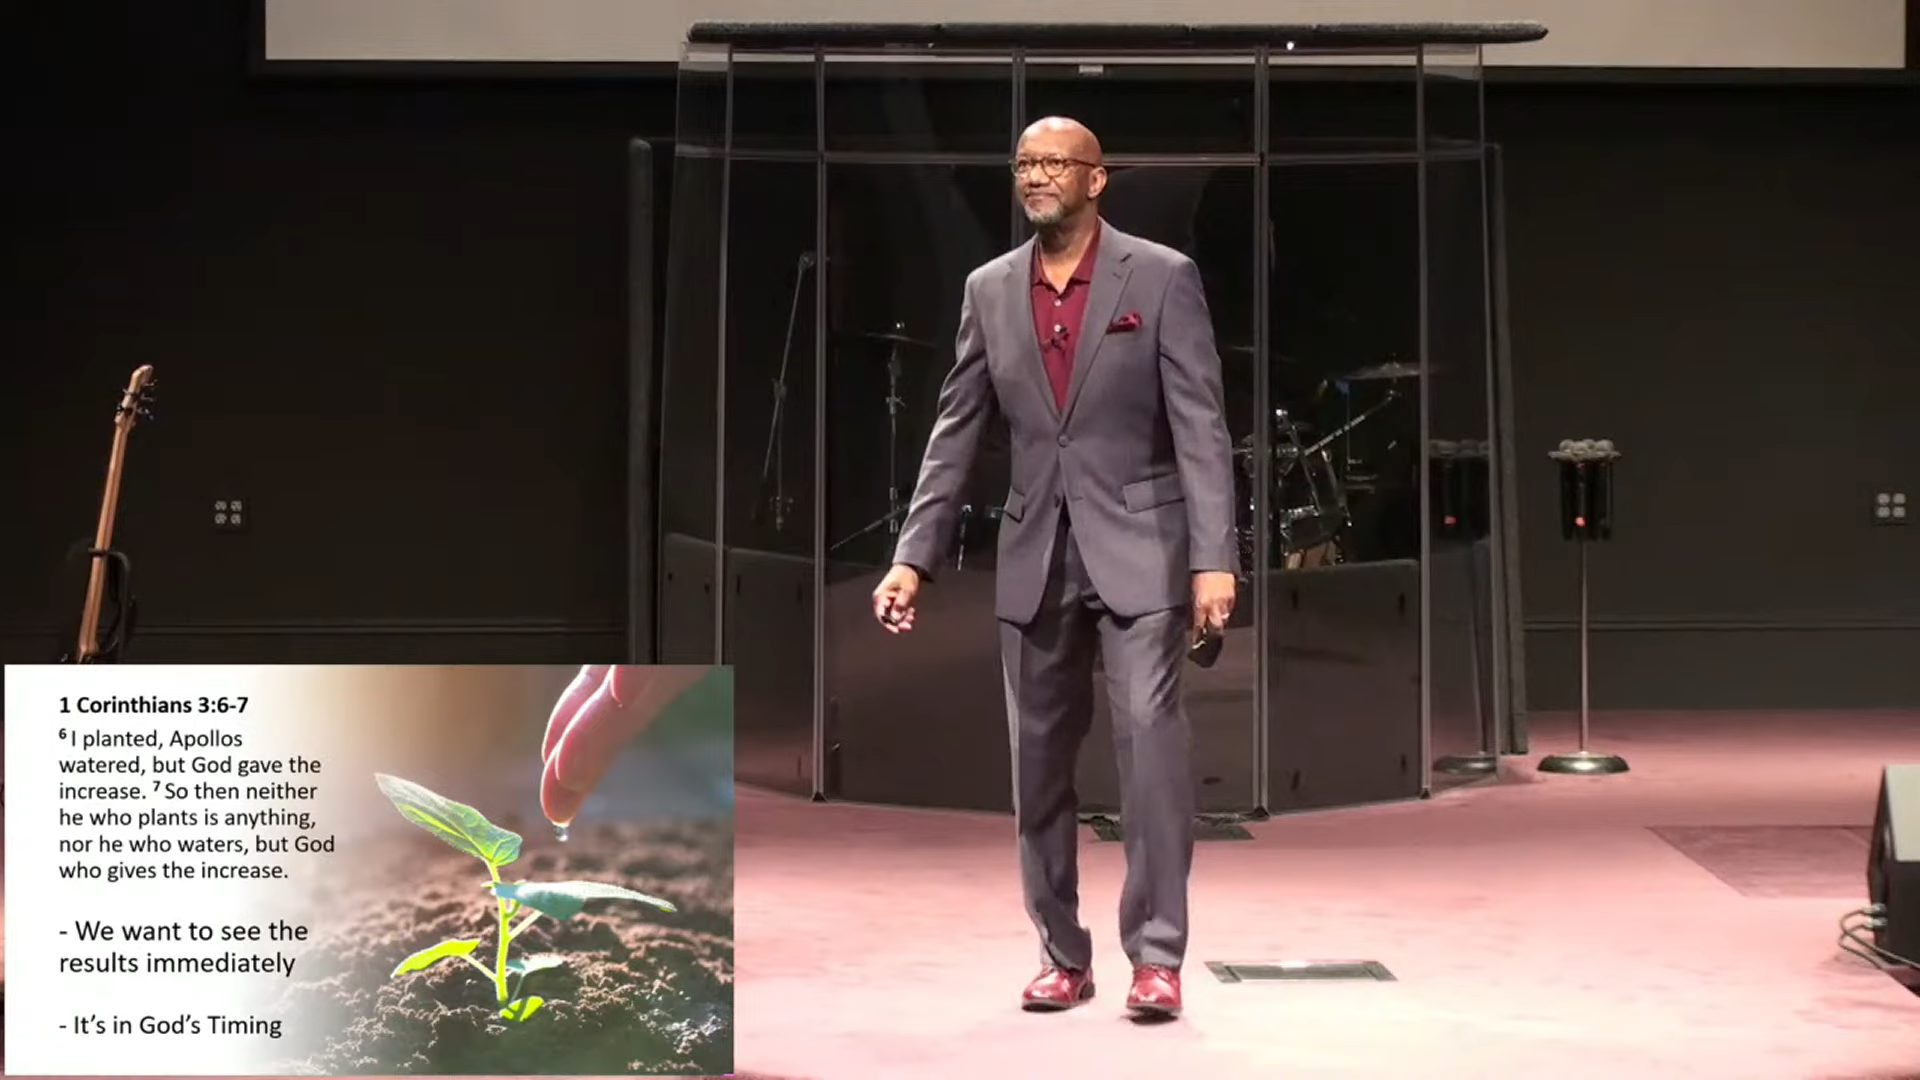 1 Corinthians 3:6-7
⁶ I planted, Apollos
watered, but God gave the
increase. ⁷ So then neither
he who plants is anything,
nor he who waters, but God
who gives the increase.
- We want to see the
results immediately
- It’s in God’s Timing